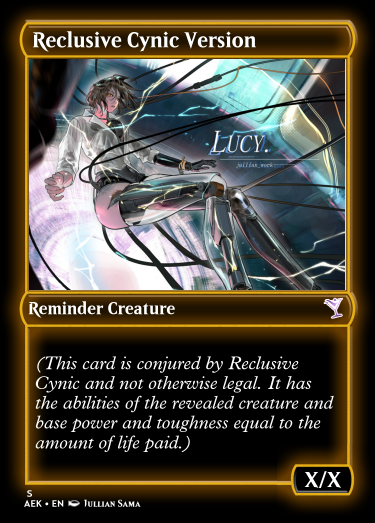 Reclusive Cynic Version
LUCY.
jullian_work
Reminder Creature
(This card is conjured by Reclusive
Cynic and not otherwise legal. It has
the abilities of the revealed creature and
base power and toughness equal to the
amount of life paid.)
X/X
S
AEK • EN JULLIAN SAMA